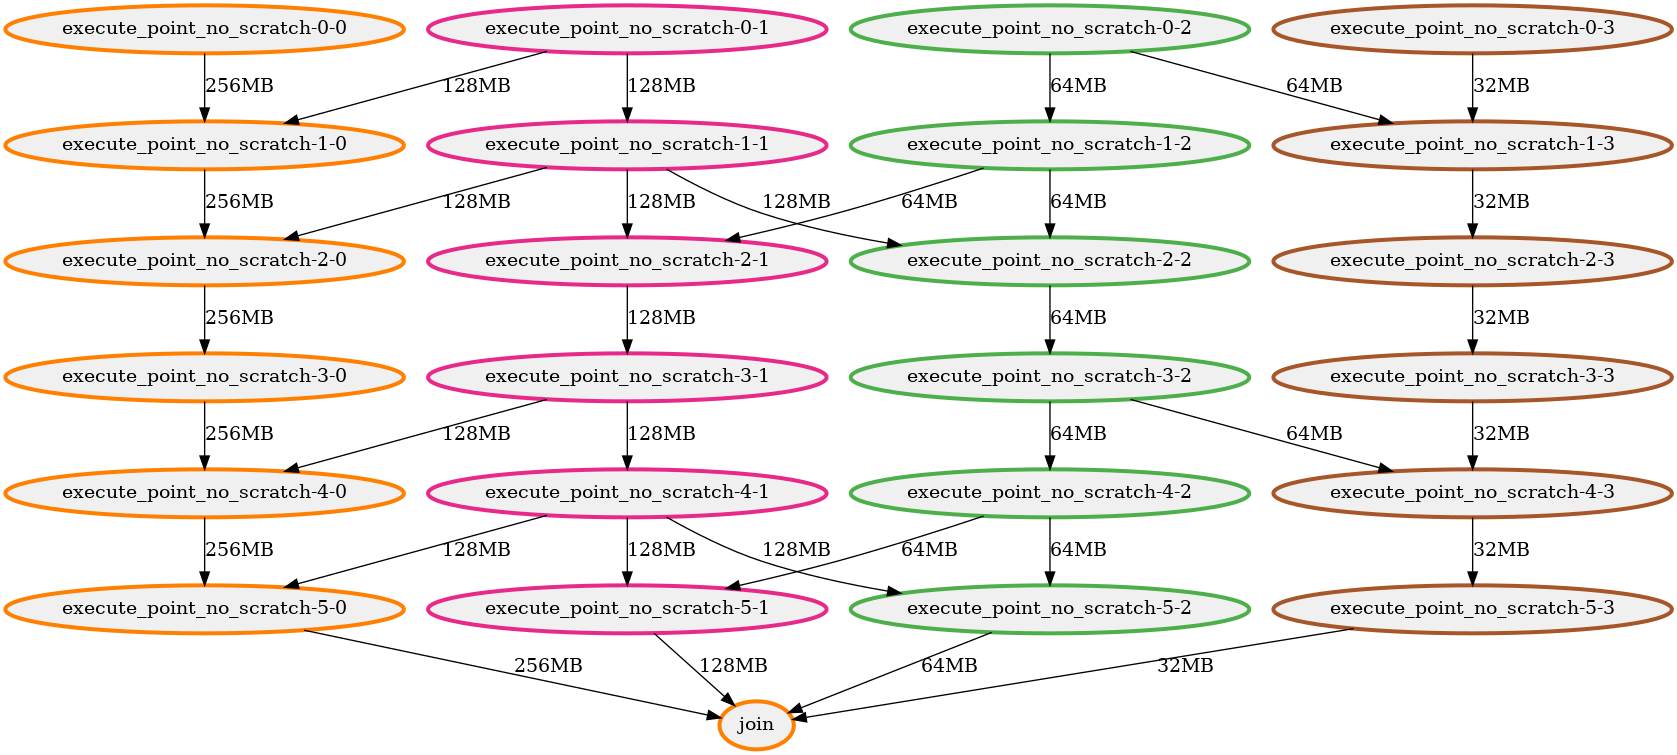 execute_point_no_scratch-0-0 execute_point_no_scratch-0-1 execute_point_no_scratch-0-2 execute_point_no_scratch-0-3
256MB 128MB 128MB 64MB 64MB 32MB
execute_point_no_scratch-1-0 execute_point_no_scratch-1-1 execute_point_no_scratch-1-2 execute_point_no_scratch-1-3
256MB 128MB 128MB 128MB 64MB 64MB 32MB
execute_point_no_scratch-2-0 execute_point_no_scratch-2-1 execute_point_no_scratch-2-2 execute_point_no_scratch-2-3
256MB 128MB 64MB 32MB
execute_point_no_scratch-3-0 execute_point_no_scratch-3-1 execute_point_no_scratch-3-2 execute_point_no_scratch-3-3
256MB 128MB 128MB 64MB 64MB 32MB
execute_point_no_scratch-4-0 execute_point_no_scratch-4-1 execute_point_no_scratch-4-2 execute_point_no_scratch-4-3
256MB 128MB 128MB 128MB 64MB 64MB 32MB
execute_point_no_scratch-5-0 execute_point_no_scratch-5-1 execute_point_no_scratch-5-2 execute_point_no_scratch-5-3
256MB 128MB 64MB 32MB
join